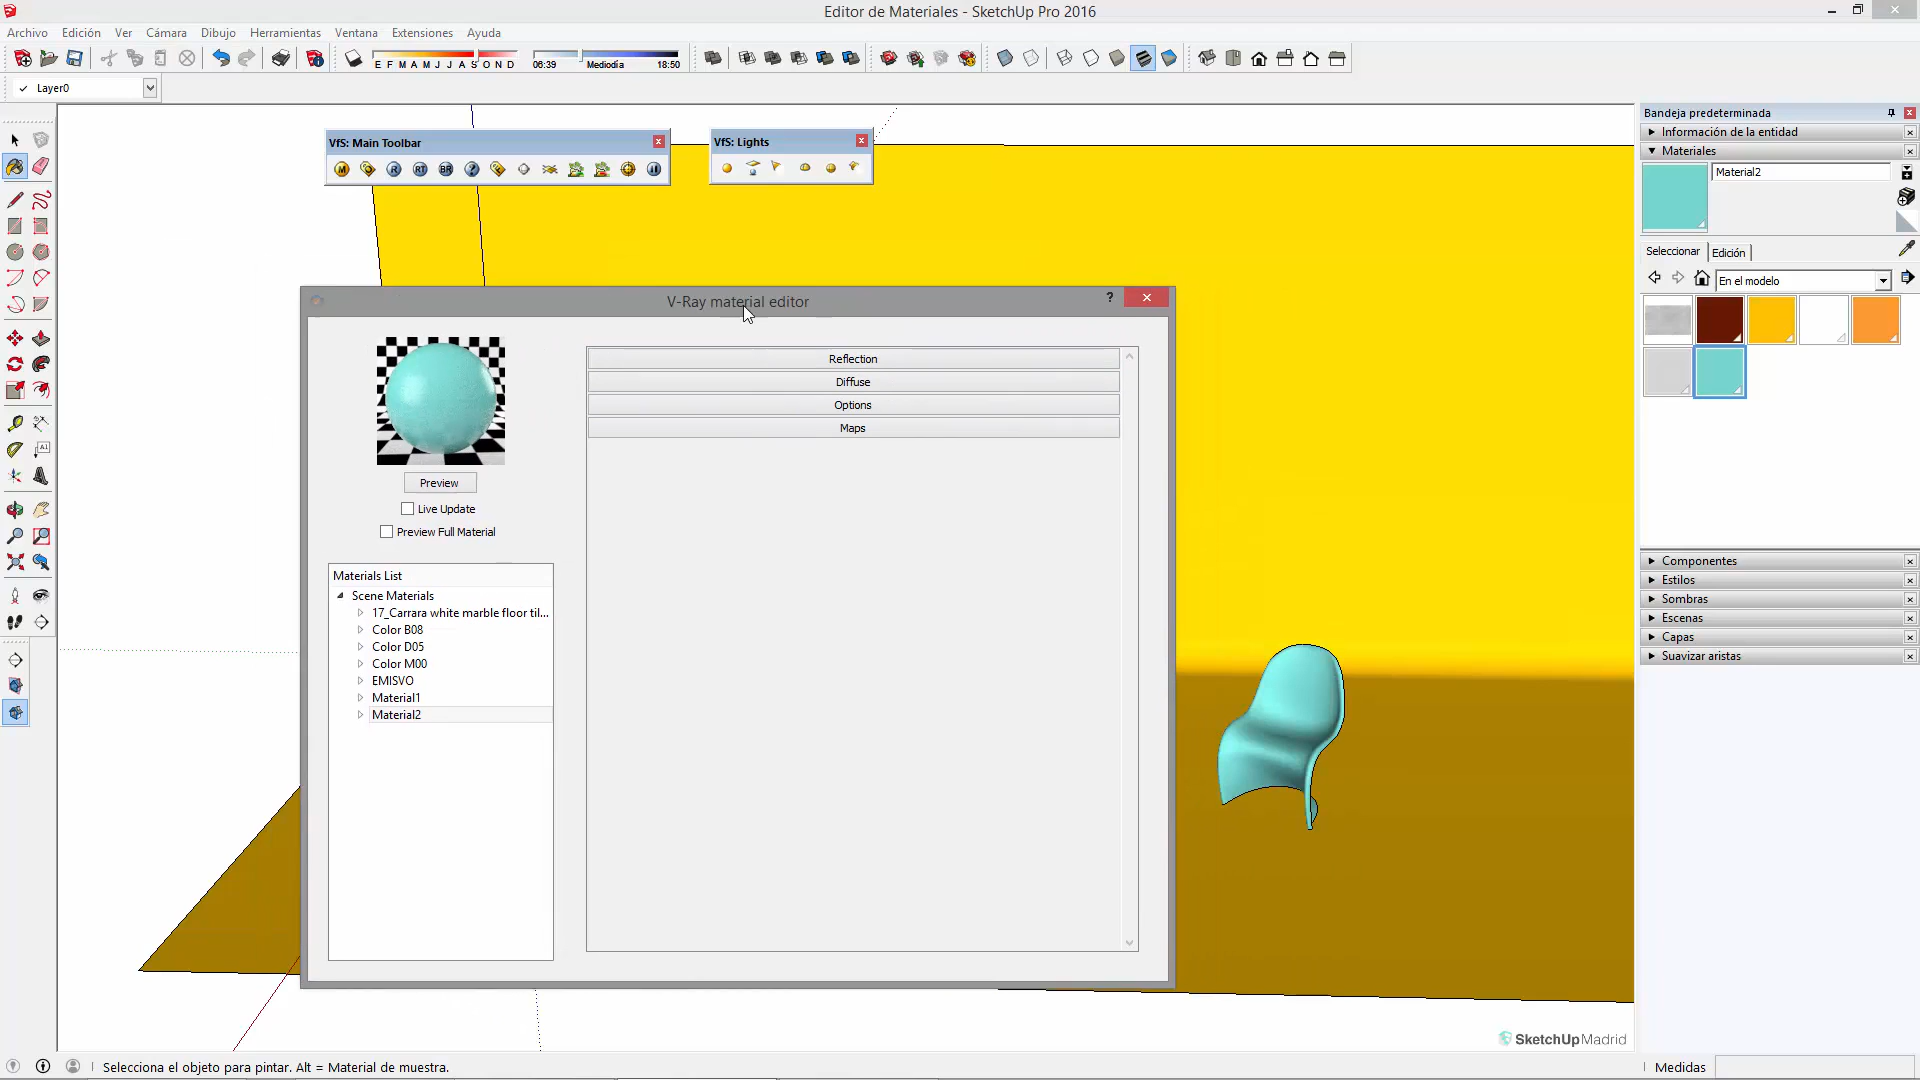 Editor de Materiales - SketchUp Pro 2016
Archivo Edición Ver Cámara Dibujo Herramientas Ventana Extensiones Ayuda
E F M A M J J A S O N D
06:39 Mediodía 18:50
Layer0
VfS: Main Toolbar
VfS: Lights
M
R RT BR
V-Ray material editor
?
Reflection
Diffuse
Options
Maps
Preview
Live Update
Preview Full Material
Materials List
Scene Materials
17_Carrara white marble floor til...
Color B08
Color D05
Color M00
EMISVO
Material1
Material2
Bandeja predeterminada
Información de la entidad
Materiales
Material2
Seleccionar Edición
En el modelo
Componentes
Estilos
Sombras
Escenas
Capas
Suavizar aristas
SketchUpMadrid
Selecciona el objeto para pintar. Alt = Material de muestra.
Medidas